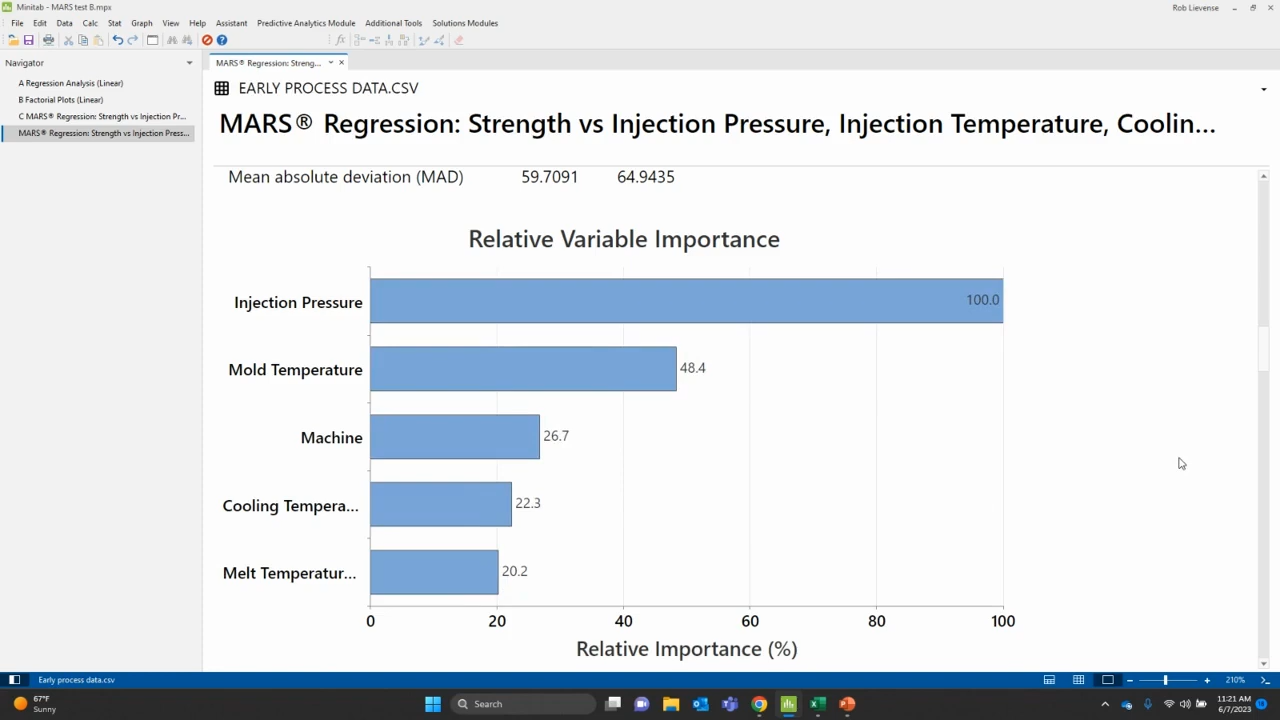 Minitab - MARS test B.mpx
Rob Lievense
File Edit Data Calc Stat Graph View Help Assistant Predictive Analytics Module Additional Tools Solutions Modules
Navigator
MARS® Regression: Streng...
A Regression Analysis (Linear)
B Factorial Plots (Linear)
C MARS® Regression: Strength vs Injection Pr...
MARS® Regression: Strength vs Injection Press...
EARLY PROCESS DATA.CSV
MARS® Regression: Strength vs Injection Pressure, Injection Temperature, Coolin...
Mean absolute deviation (MAD) 59.7091 64.9435
Relative Variable Importance
Injection Pressure 100.0
Mold Temperature 48.4
Machine 26.7
Cooling Tempera... 22.3
Melt Temperatur... 20.2
0 20 40 60 80 100
Relative Importance (%)
Early process data.csv
210%
67°F
Sunny
Search
11:21 AM
6/7/2023